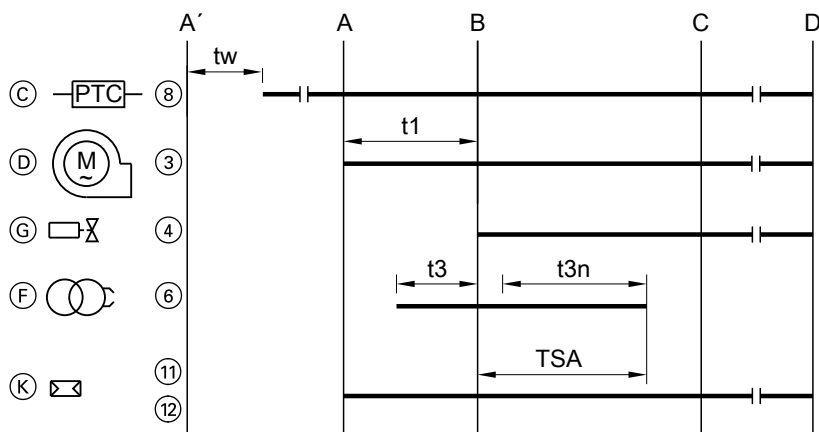 A´ A B C D
tw
C PTC 8
t1
D M ~ 3
G 4
t3 t3n
F 6
TSA
11
K
12